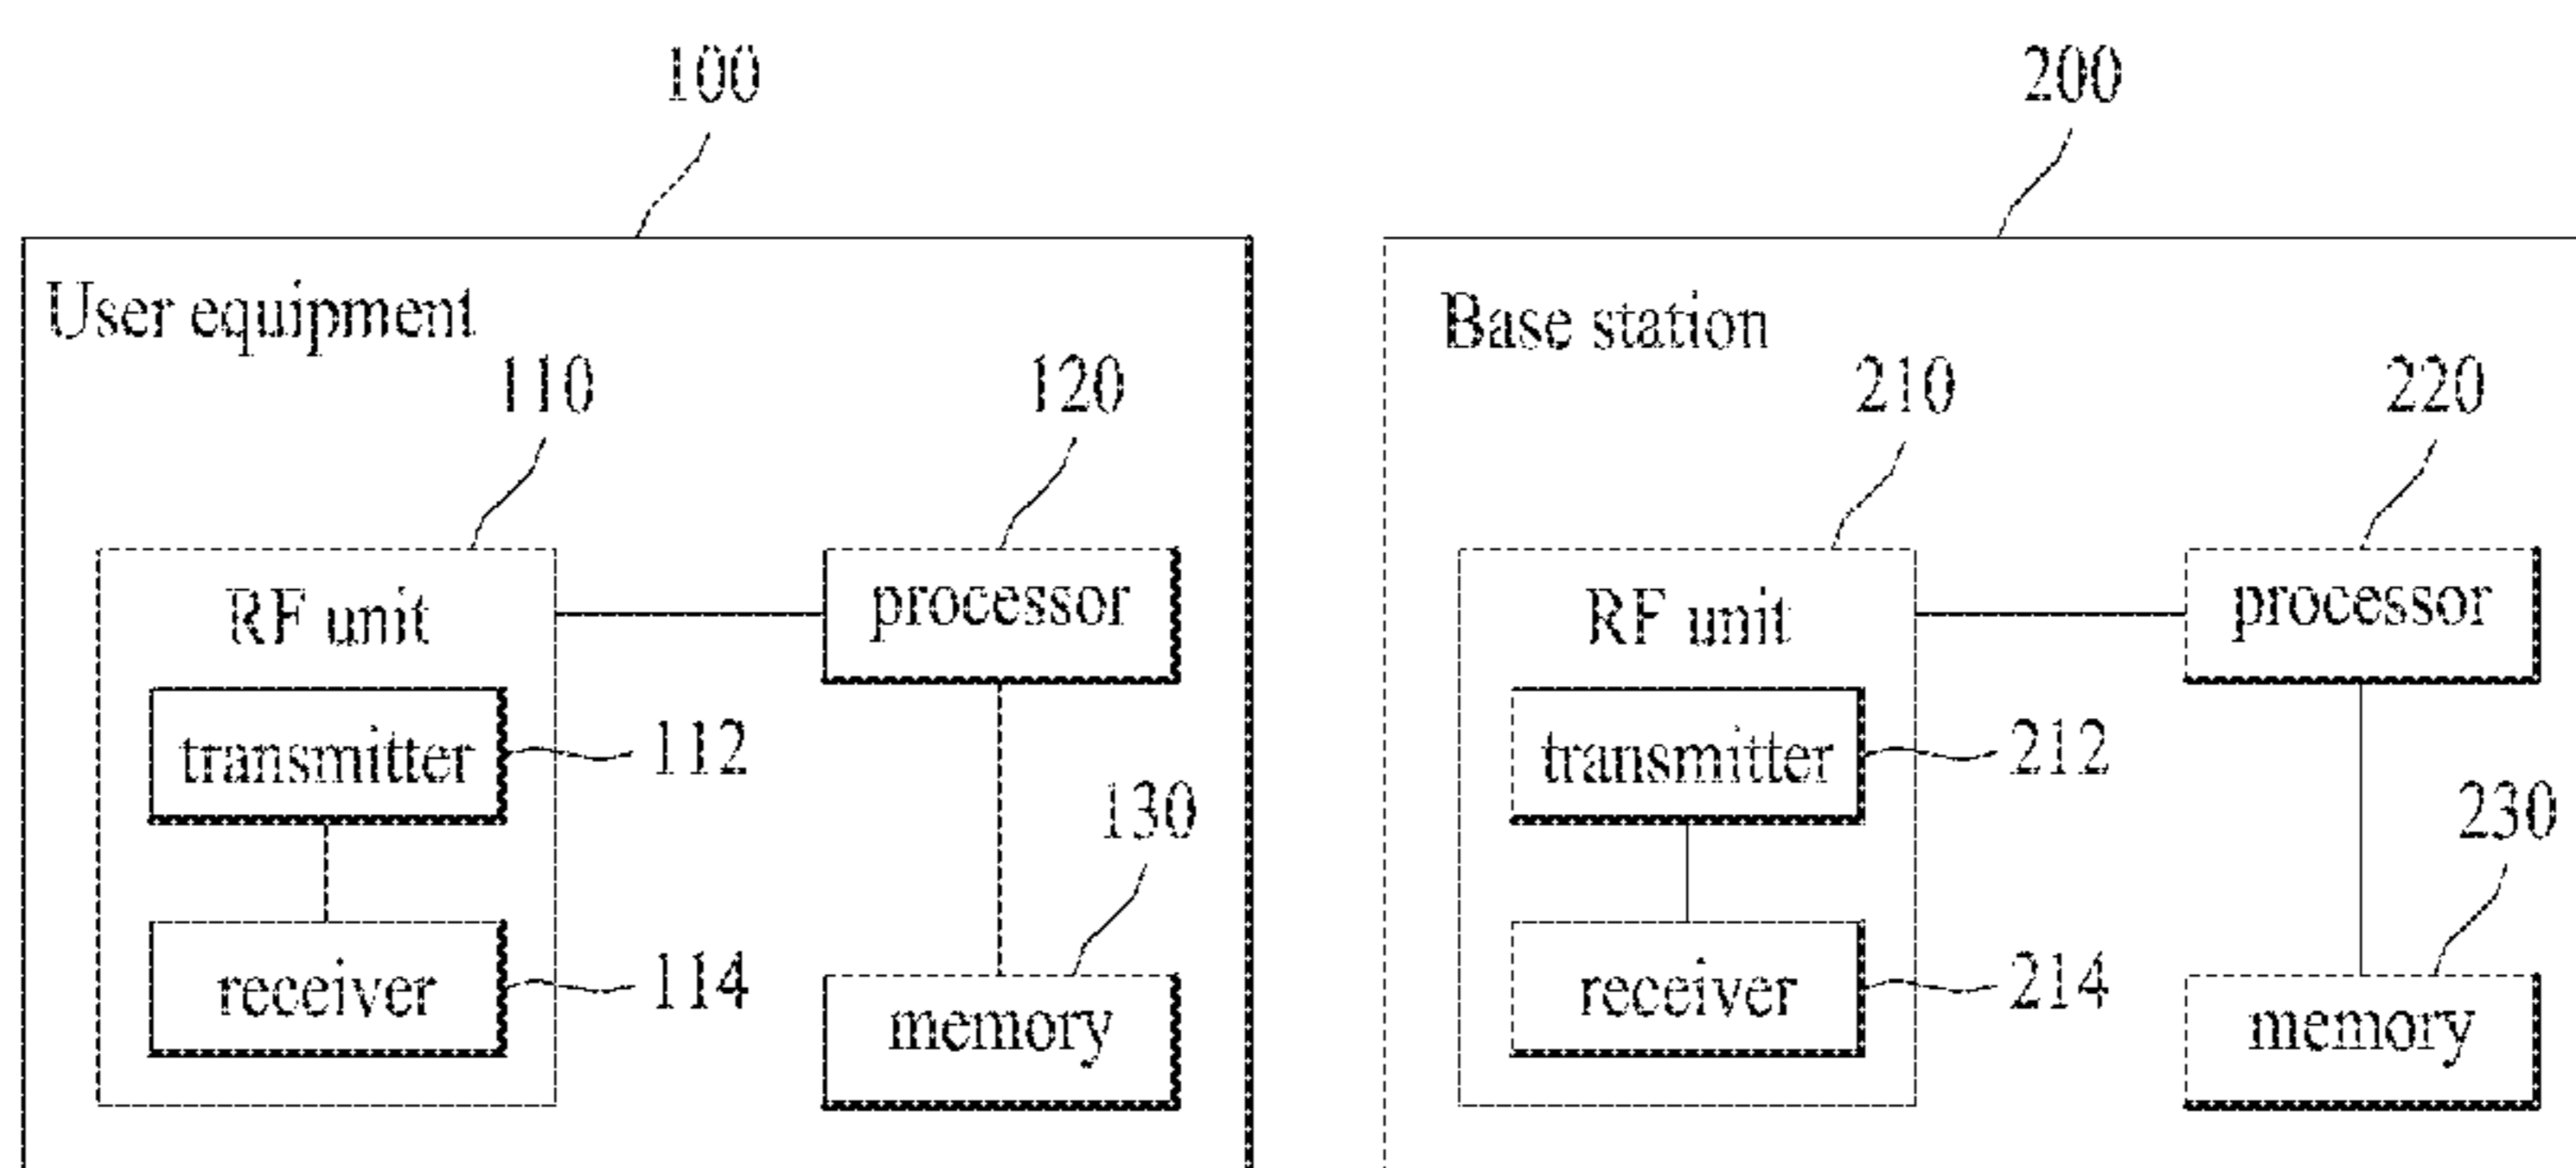 100
200
User equipment
Base station
110
120
210
220
RF unit
processor
RF unit
processor
transmitter
112
transmitter
212
130
230
receiver
114
memory
receiver
214
memory